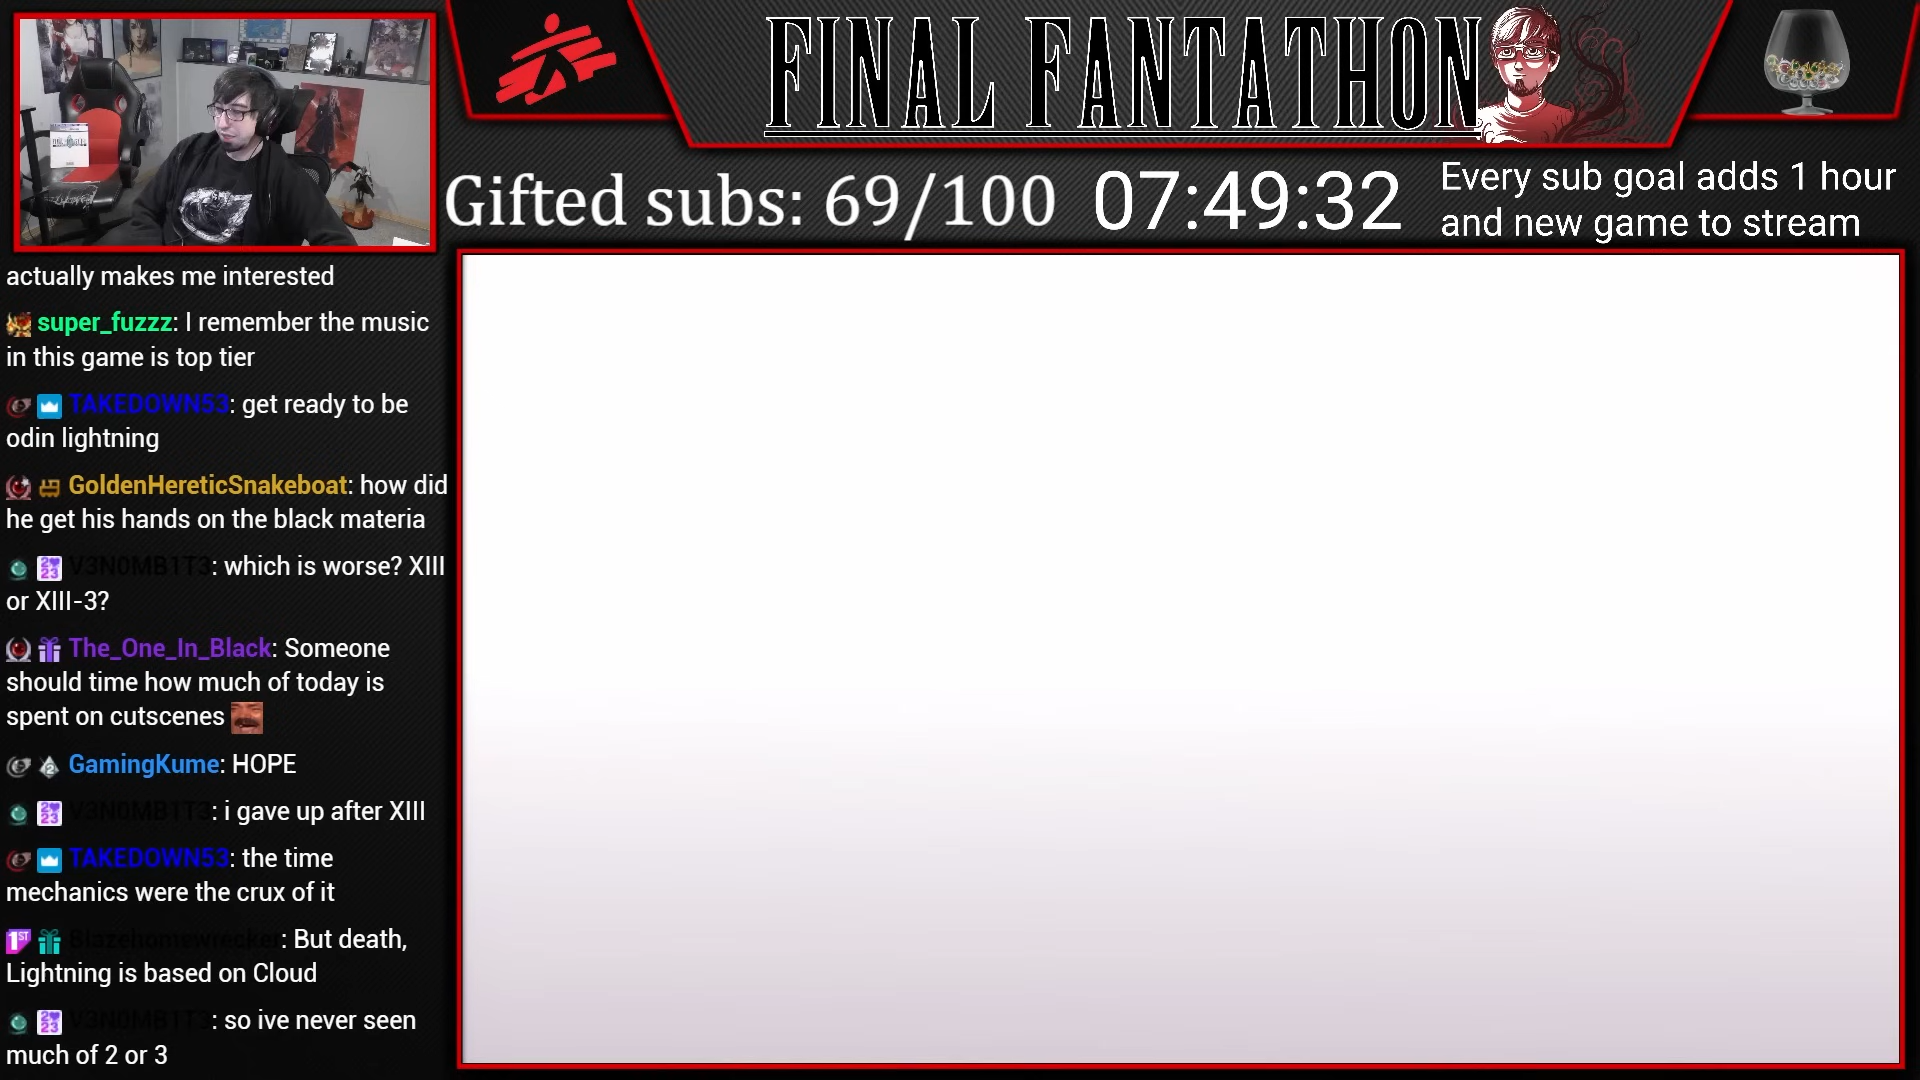 FINAL FANTATHON
Gifted subs: 69/100
07:49:32
Every sub goal adds 1 hour
and new game to stream
actually makes me interested
super_fuzzz: I remember the music
in this game is top tier
TAKEDOWN53: get ready to be
odin lightning
GoldenHereticSnakeboat: how did
he get his hands on the black materia
V3N0MB1T3: which is worse? XIII
or XIII-3?
The_One_In_Black: Someone
should time how much of today is
spent on cutscenes
GamingKume: HOPE
V3N0MB1T3: i gave up after XIII
TAKEDOWN53: the time
mechanics were the crux of it
1ST Blazehomewrecker: But death,
Lightning is based on Cloud
V3N0MB1T3: so ive never seen
much of 2 or 3